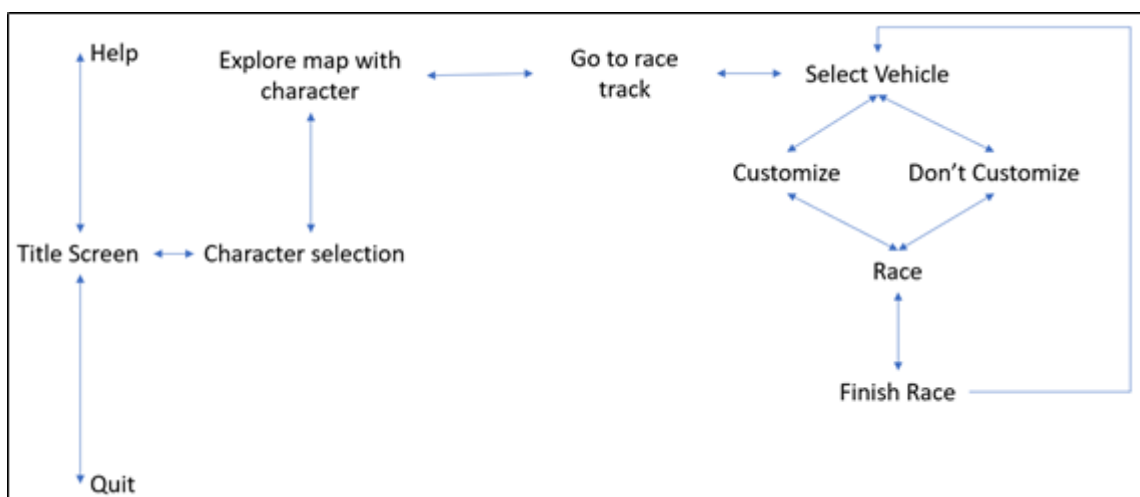 Help
Explore map with
character
Go to race
track
Select Vehicle
Customize
Don’t Customize
Title Screen
Character selection
Race
Finish Race
Quit